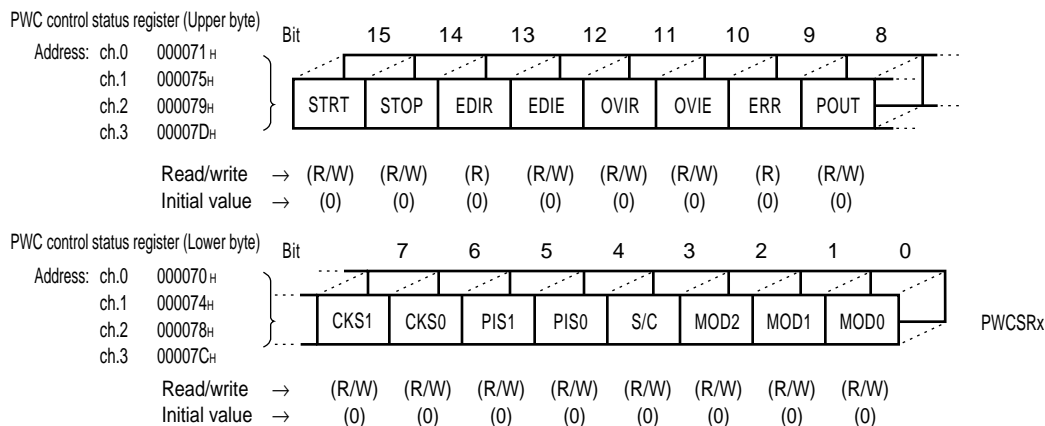 PWC control status register (Upper byte)
Bit 15 14 13 12 11 10 9 8
Address: ch.0 000071H
ch.1 000075H
ch.2 000079H
ch.3 00007DH
STRT STOP EDIR EDIE OVIR OVIE ERR POUT
Read/write → (R/W) (R/W) (R) (R/W) (R/W) (R/W) (R) (R/W)
Initial value → (0) (0) (0) (0) (0) (0) (0) (0)
PWC control status register (Lower byte)
Bit 7 6 5 4 3 2 1 0
Address: ch.0 000070H
ch.1 000074H
ch.2 000078H
ch.3 00007CH
CKS1 CKS0 PIS1 PIS0 S/C MOD2 MOD1 MOD0 PWCSRx
Read/write → (R/W) (R/W) (R/W) (R/W) (R/W) (R/W) (R/W) (R/W)
Initial value → (0) (0) (0) (0) (0) (0) (0) (0)